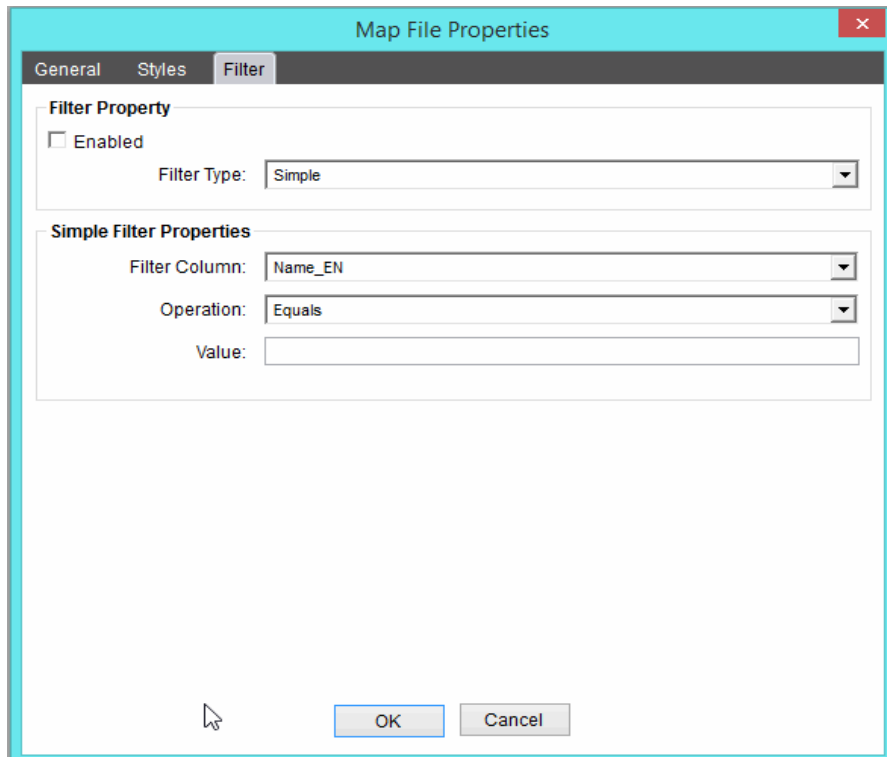 Map File Properties
General Styles Filter
Filter Property
Enabled
Filter Type: Simple
Simple Filter Properties
Filter Column: Name_EN
Operation: Equals
Value:
OK Cancel